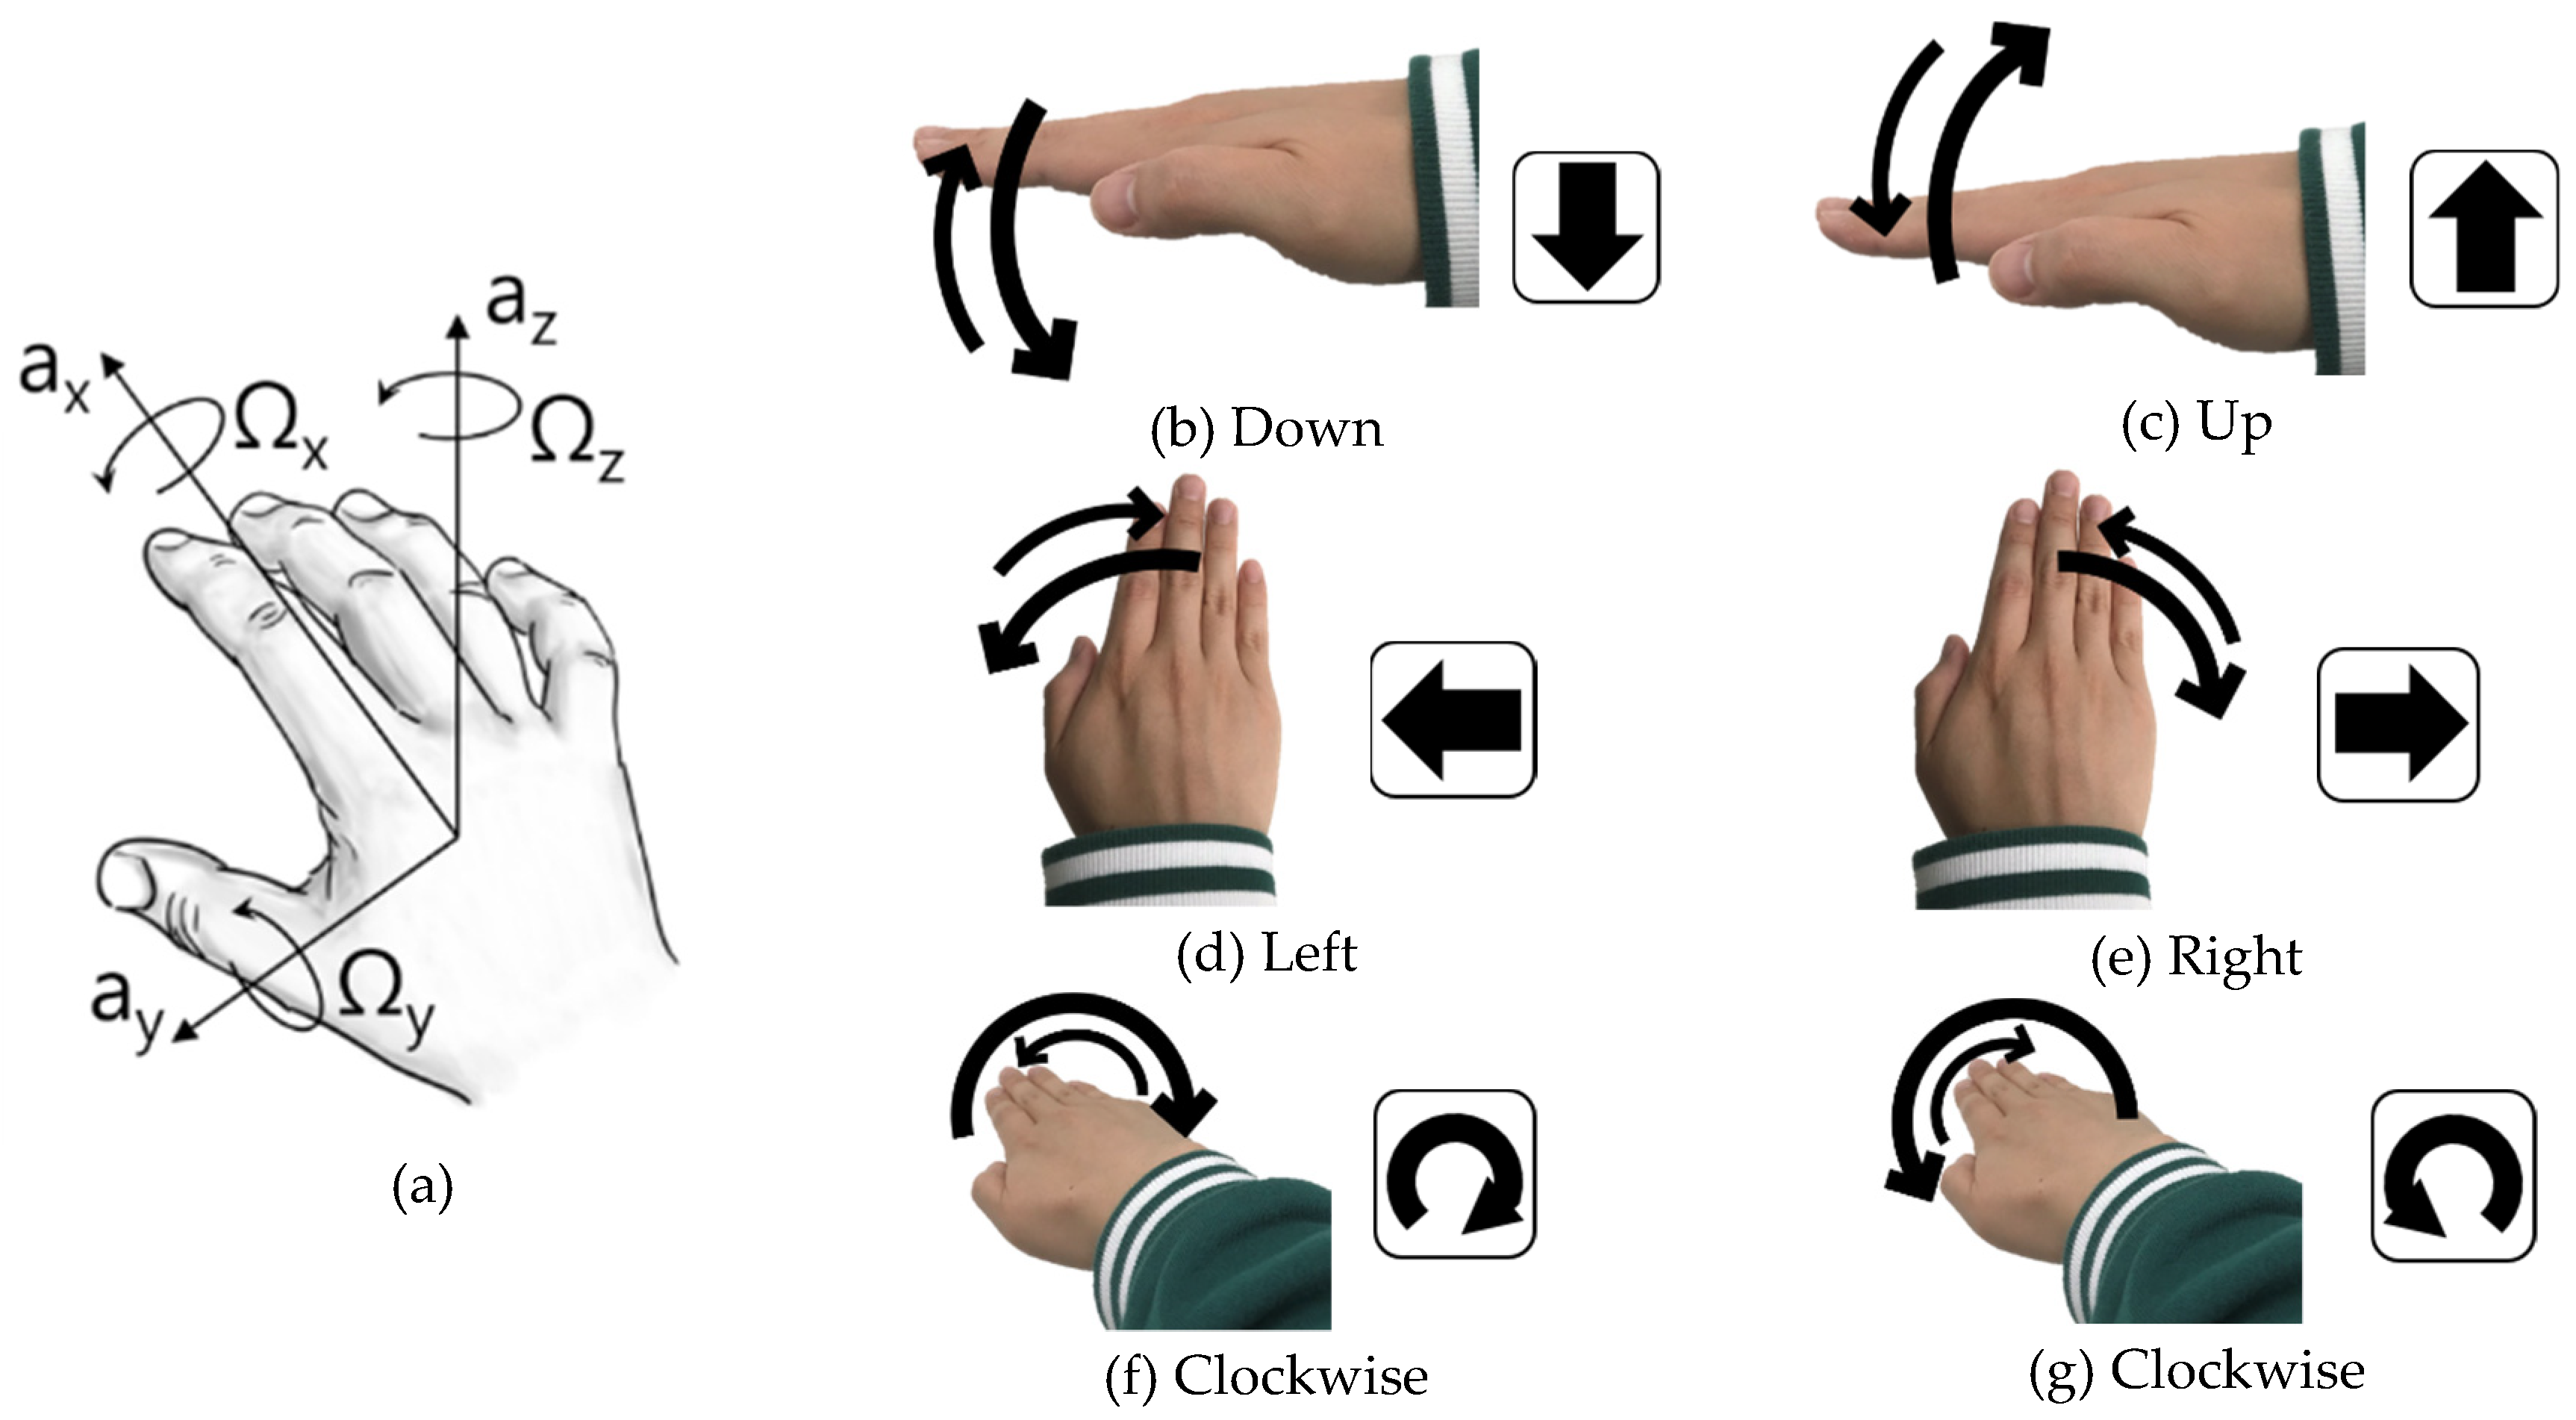 a_z
a_x
Ω_x
Ω_z
a_y
Ω_y
(a)
(b) Down
(c) Up
(d) Left
(e) Right
(f) Clockwise
(g) Clockwise